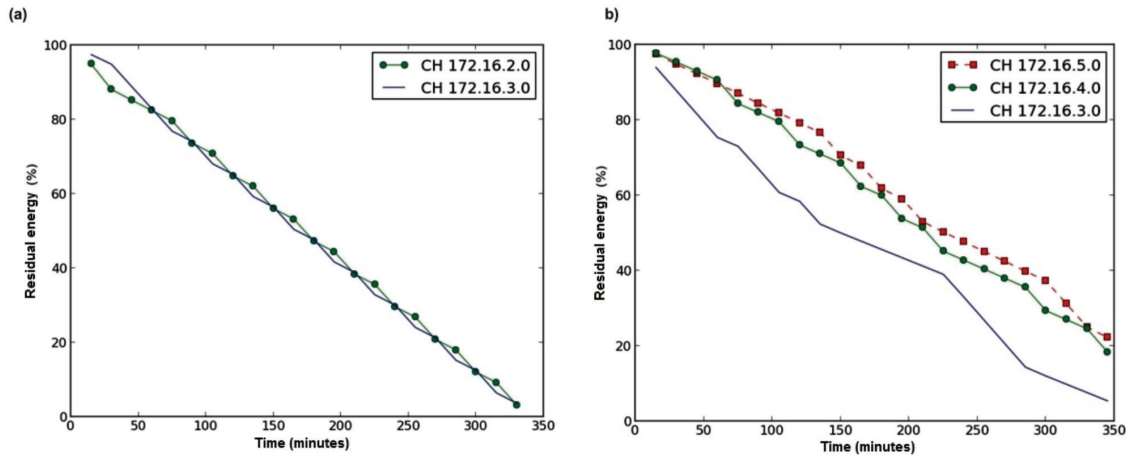 (a)
100
80
60
40
20
0
Residual energy (%)
CH 172.16.2.0
CH 172.16.3.0
0 50 100 150 200 250 300 350
Time (minutes)
b)
100
80
60
40
20
0
Residual energy (%)
CH 172.16.5.0
CH 172.16.4.0
CH 172.16.3.0
0 50 100 150 200 250 300 350
Time (minutes)